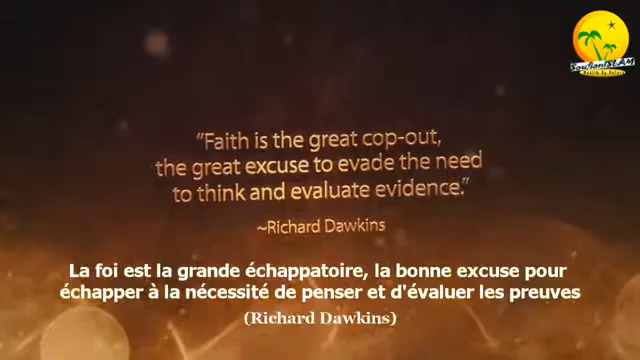 SoufianISLAM
"Faith is the great cop-out,
the great excuse to evade the need
to think and evaluate evidence."
~Richard Dawkins
La foi est la grande échappatoire, la bonne excuse pour
échapper à la nécessité de penser et d'évaluer les preuves
(Richard Dawkins)